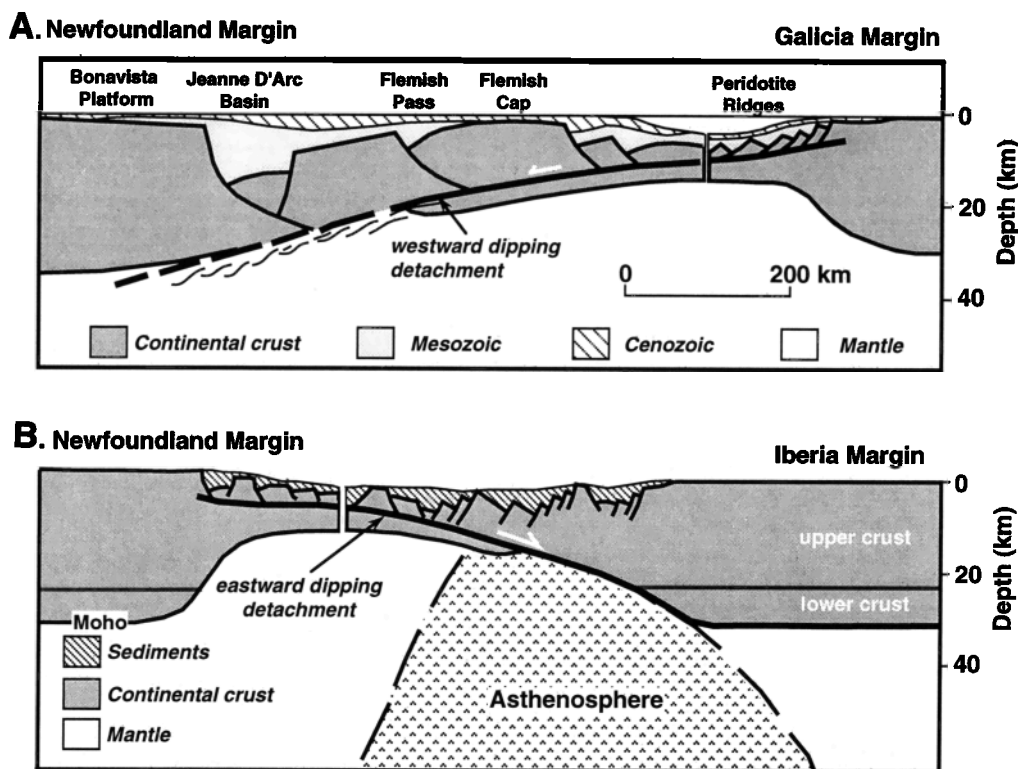 A. Newfoundland Margin
Galicia Margin
Bonavista Platform
Jeanne D'Arc Basin
Flemish Pass
Flemish Cap
Peridotite Ridges
0
20
40
Depth (km)
westward dipping
detachment
0 200 km
Continental crust
Mesozoic
Cenozoic
Mantle
B. Newfoundland Margin
Iberia Margin
0
20
40
Depth (km)
upper crust
lower crust
eastward dipping
detachment
Moho
Sediments
Continental crust
Mantle
Asthenosphere